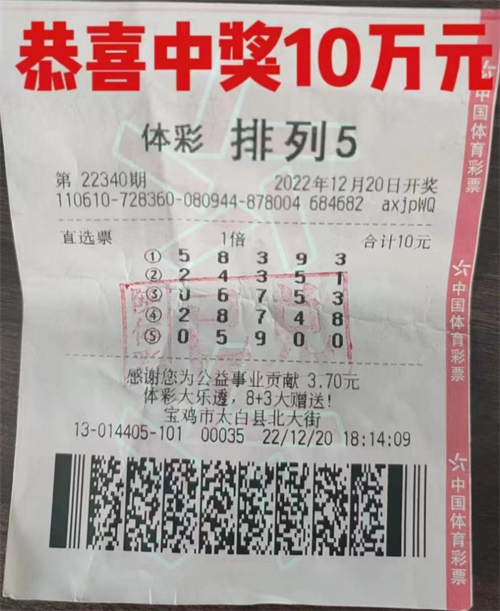 恭喜中奖10万元
体彩 排列5
第 22340期 2022年12月20日开奖
110610-728360-080944-878004 684682 axjpWQ
直选票 1倍 合计10元
① 5 8 3 9 3
② 2 4 3 5 1
③ 0 6 7 5 3
④ 2 8 7 4 8
⑤ 0 5 9 0 0
感谢您为公益事业贡献 3.70元
体彩大乐透，8+3大赠送！
宝鸡市太白县北大街
13-014405-101 00035 22/12/20 18:14:09
中国体育彩票
中国体育彩票
中国体育彩票